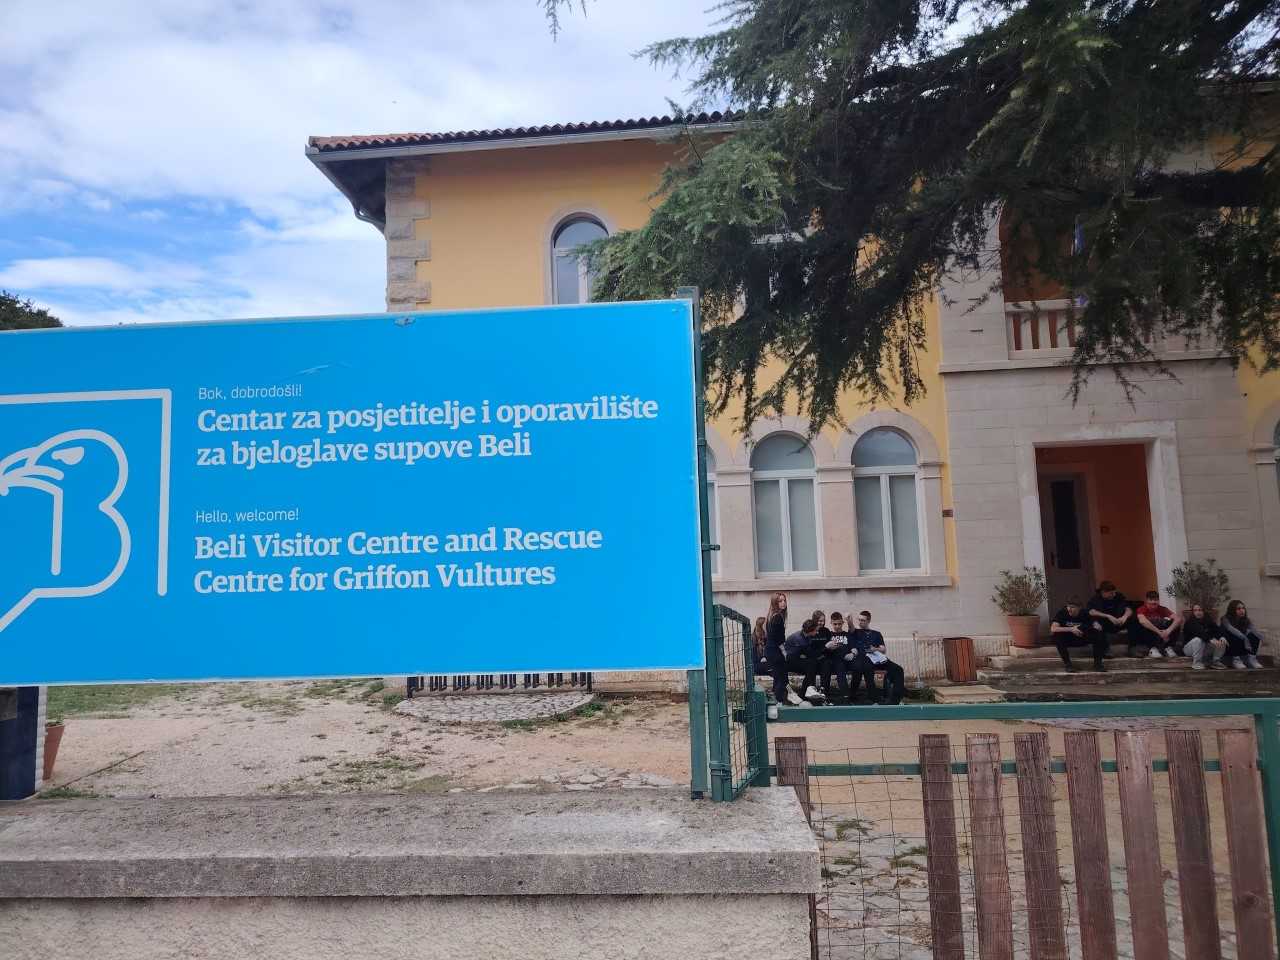 Bok, dobrodošli!
Centar za posjetitelje i oporavilište
za bjeloglave supove Beli
Hello, welcome!
Beli Visitor Centre and Rescue
Centre for Griffon Vultures